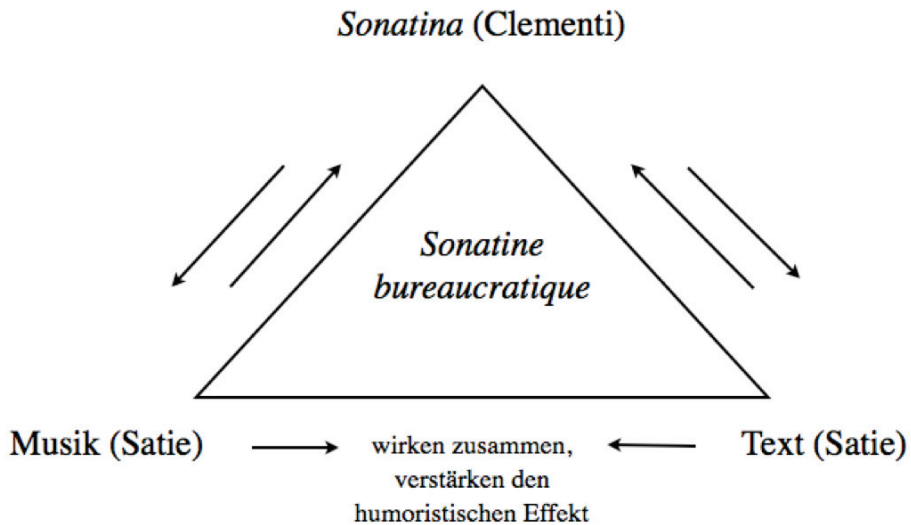 Sonatina (Clementi)
Sonatine
bureaucratique
Musik (Satie)
wirken zusammen,
verstärken den
humoristischen Effekt
Text (Satie)